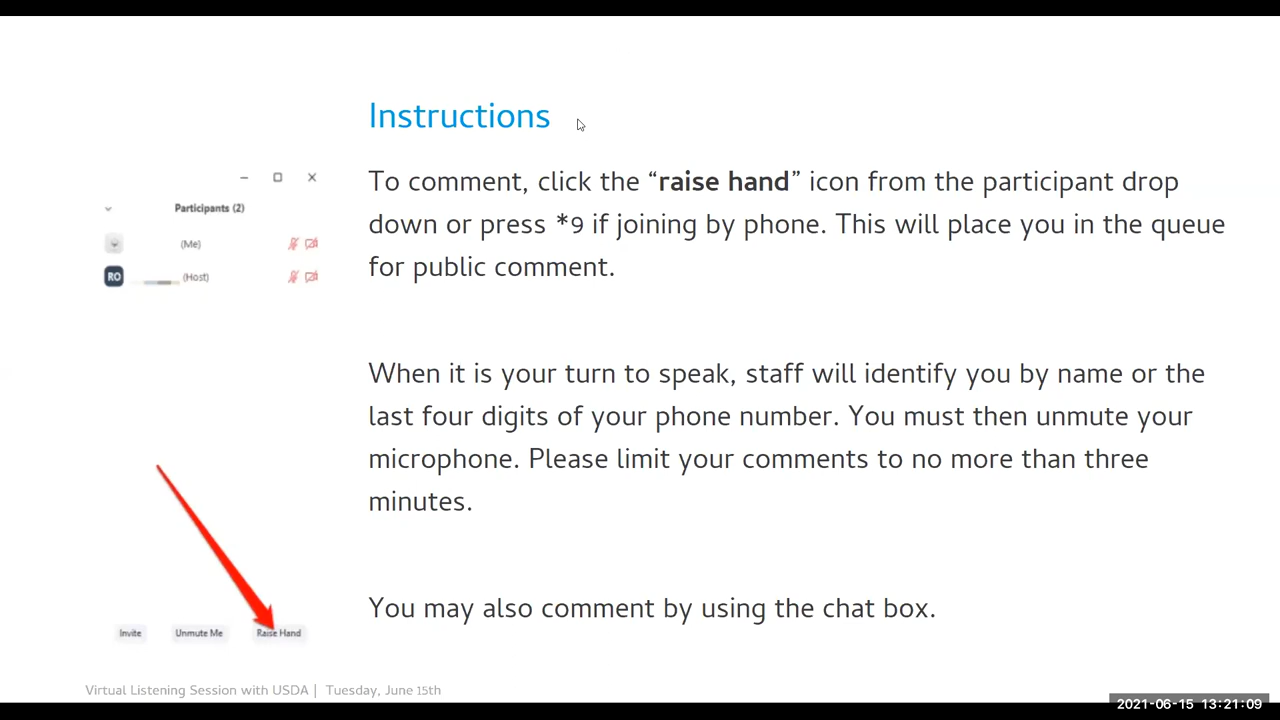 Instructions
To comment, click the “raise hand” icon from the participant drop
down or press *9 if joining by phone. This will place you in the queue
for public comment.
When it is your turn to speak, staff will identify you by name or the
last four digits of your phone number. You must then unmute your
microphone. Please limit your comments to no more than three
minutes.
You may also comment by using the chat box.
Participants (2)
(Me)
RO (Host)
Invite Unmute Me Raise Hand
Virtual Listening Session with USDA | Tuesday, June 15th
2021-06-15 13:21:09